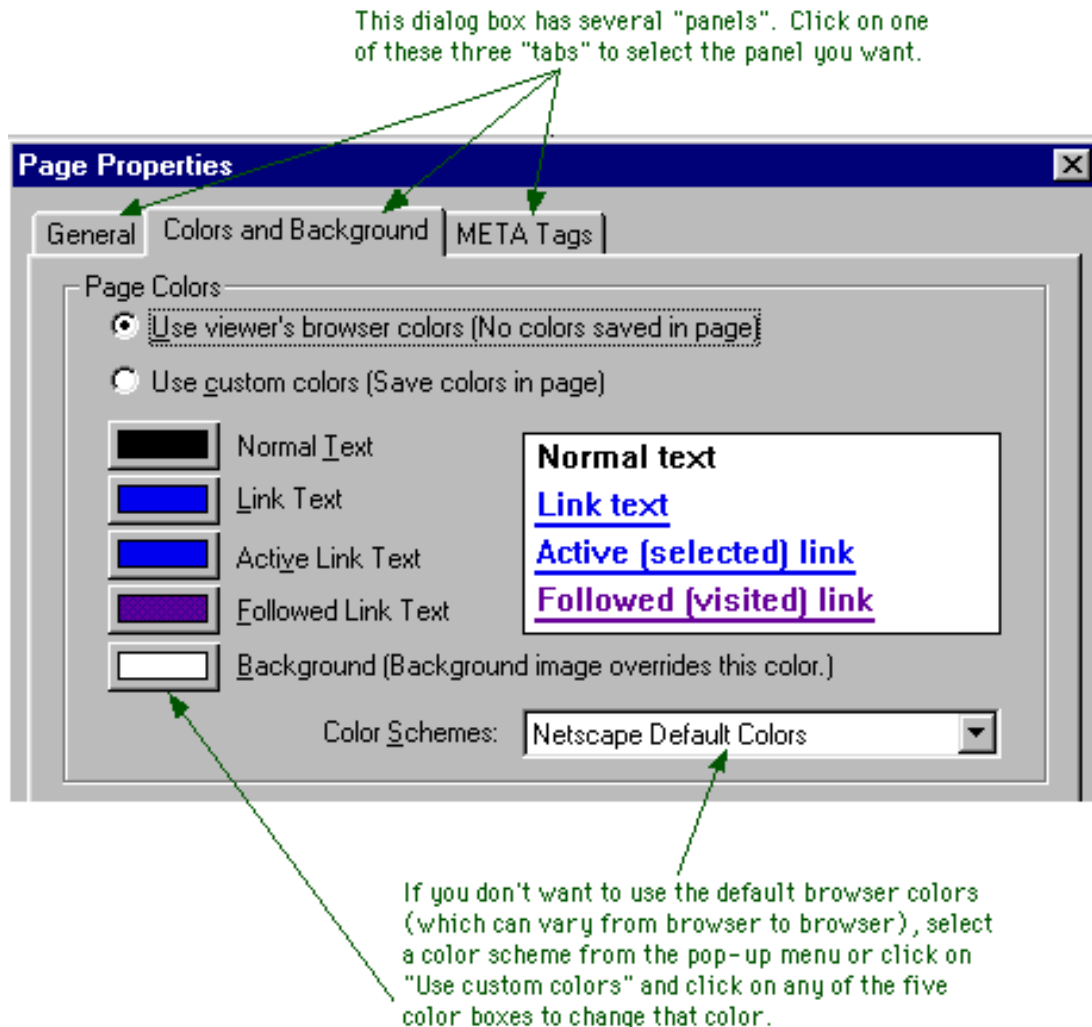 This dialog box has several "panels". Click on one
of these three "tabs" to select the panel you want.
Page Properties
General Colors and Background META Tags
Page Colors
Use viewer's browser colors (No colors saved in page)
Use custom colors (Save colors in page)
Normal Text
Link Text
Active Link Text
Followed Link Text
Normal text
Link text
Active (selected) link
Followed (visited) link
Background (Background image overrides this color.)
Color Schemes: Netscape Default Colors
If you don't want to use the default browser colors
(which can vary from browser to browser), select
a color scheme from the pop-up menu or click on
"Use custom colors" and click on any of the five
color boxes to change that color.